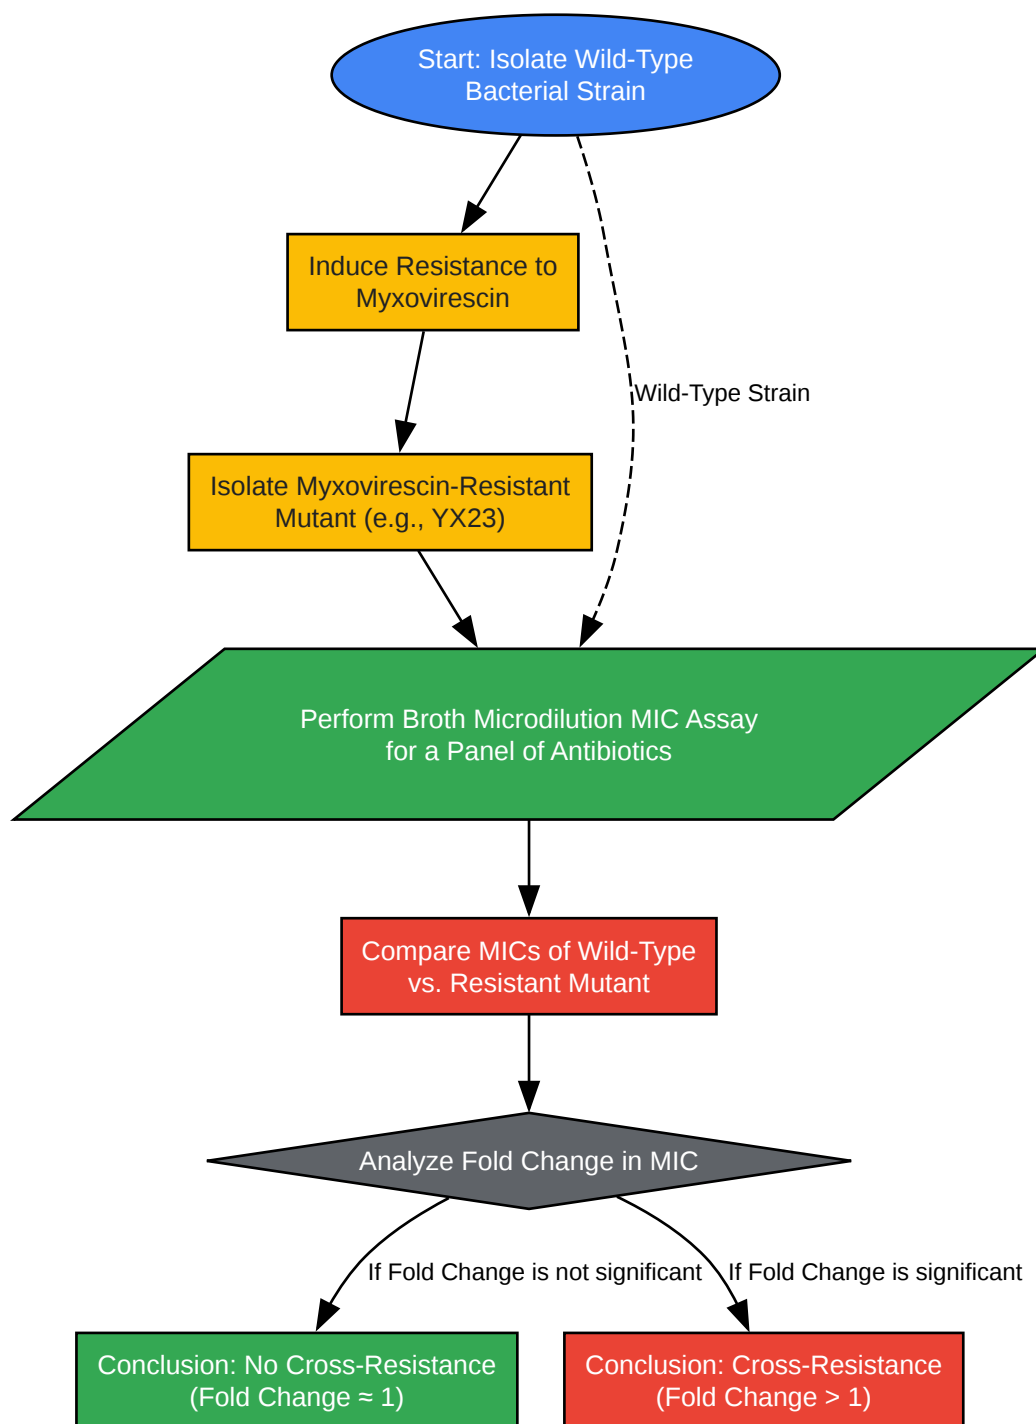 Start: Isolate Wild-Type
Bacterial Strain
Induce Resistance to
Myxovirescin
Wild-Type Strain
Isolate Myxovirescin-Resistant
Mutant (e.g., YX23)
Perform Broth Microdilution MIC Assay
for a Panel of Antibiotics
Compare MICs of Wild-Type
vs. Resistant Mutant
Analyze Fold Change in MIC
If Fold Change is not significant
If Fold Change is significant
Conclusion: No Cross-Resistance
(Fold Change ≈ 1)
Conclusion: Cross-Resistance
(Fold Change > 1)